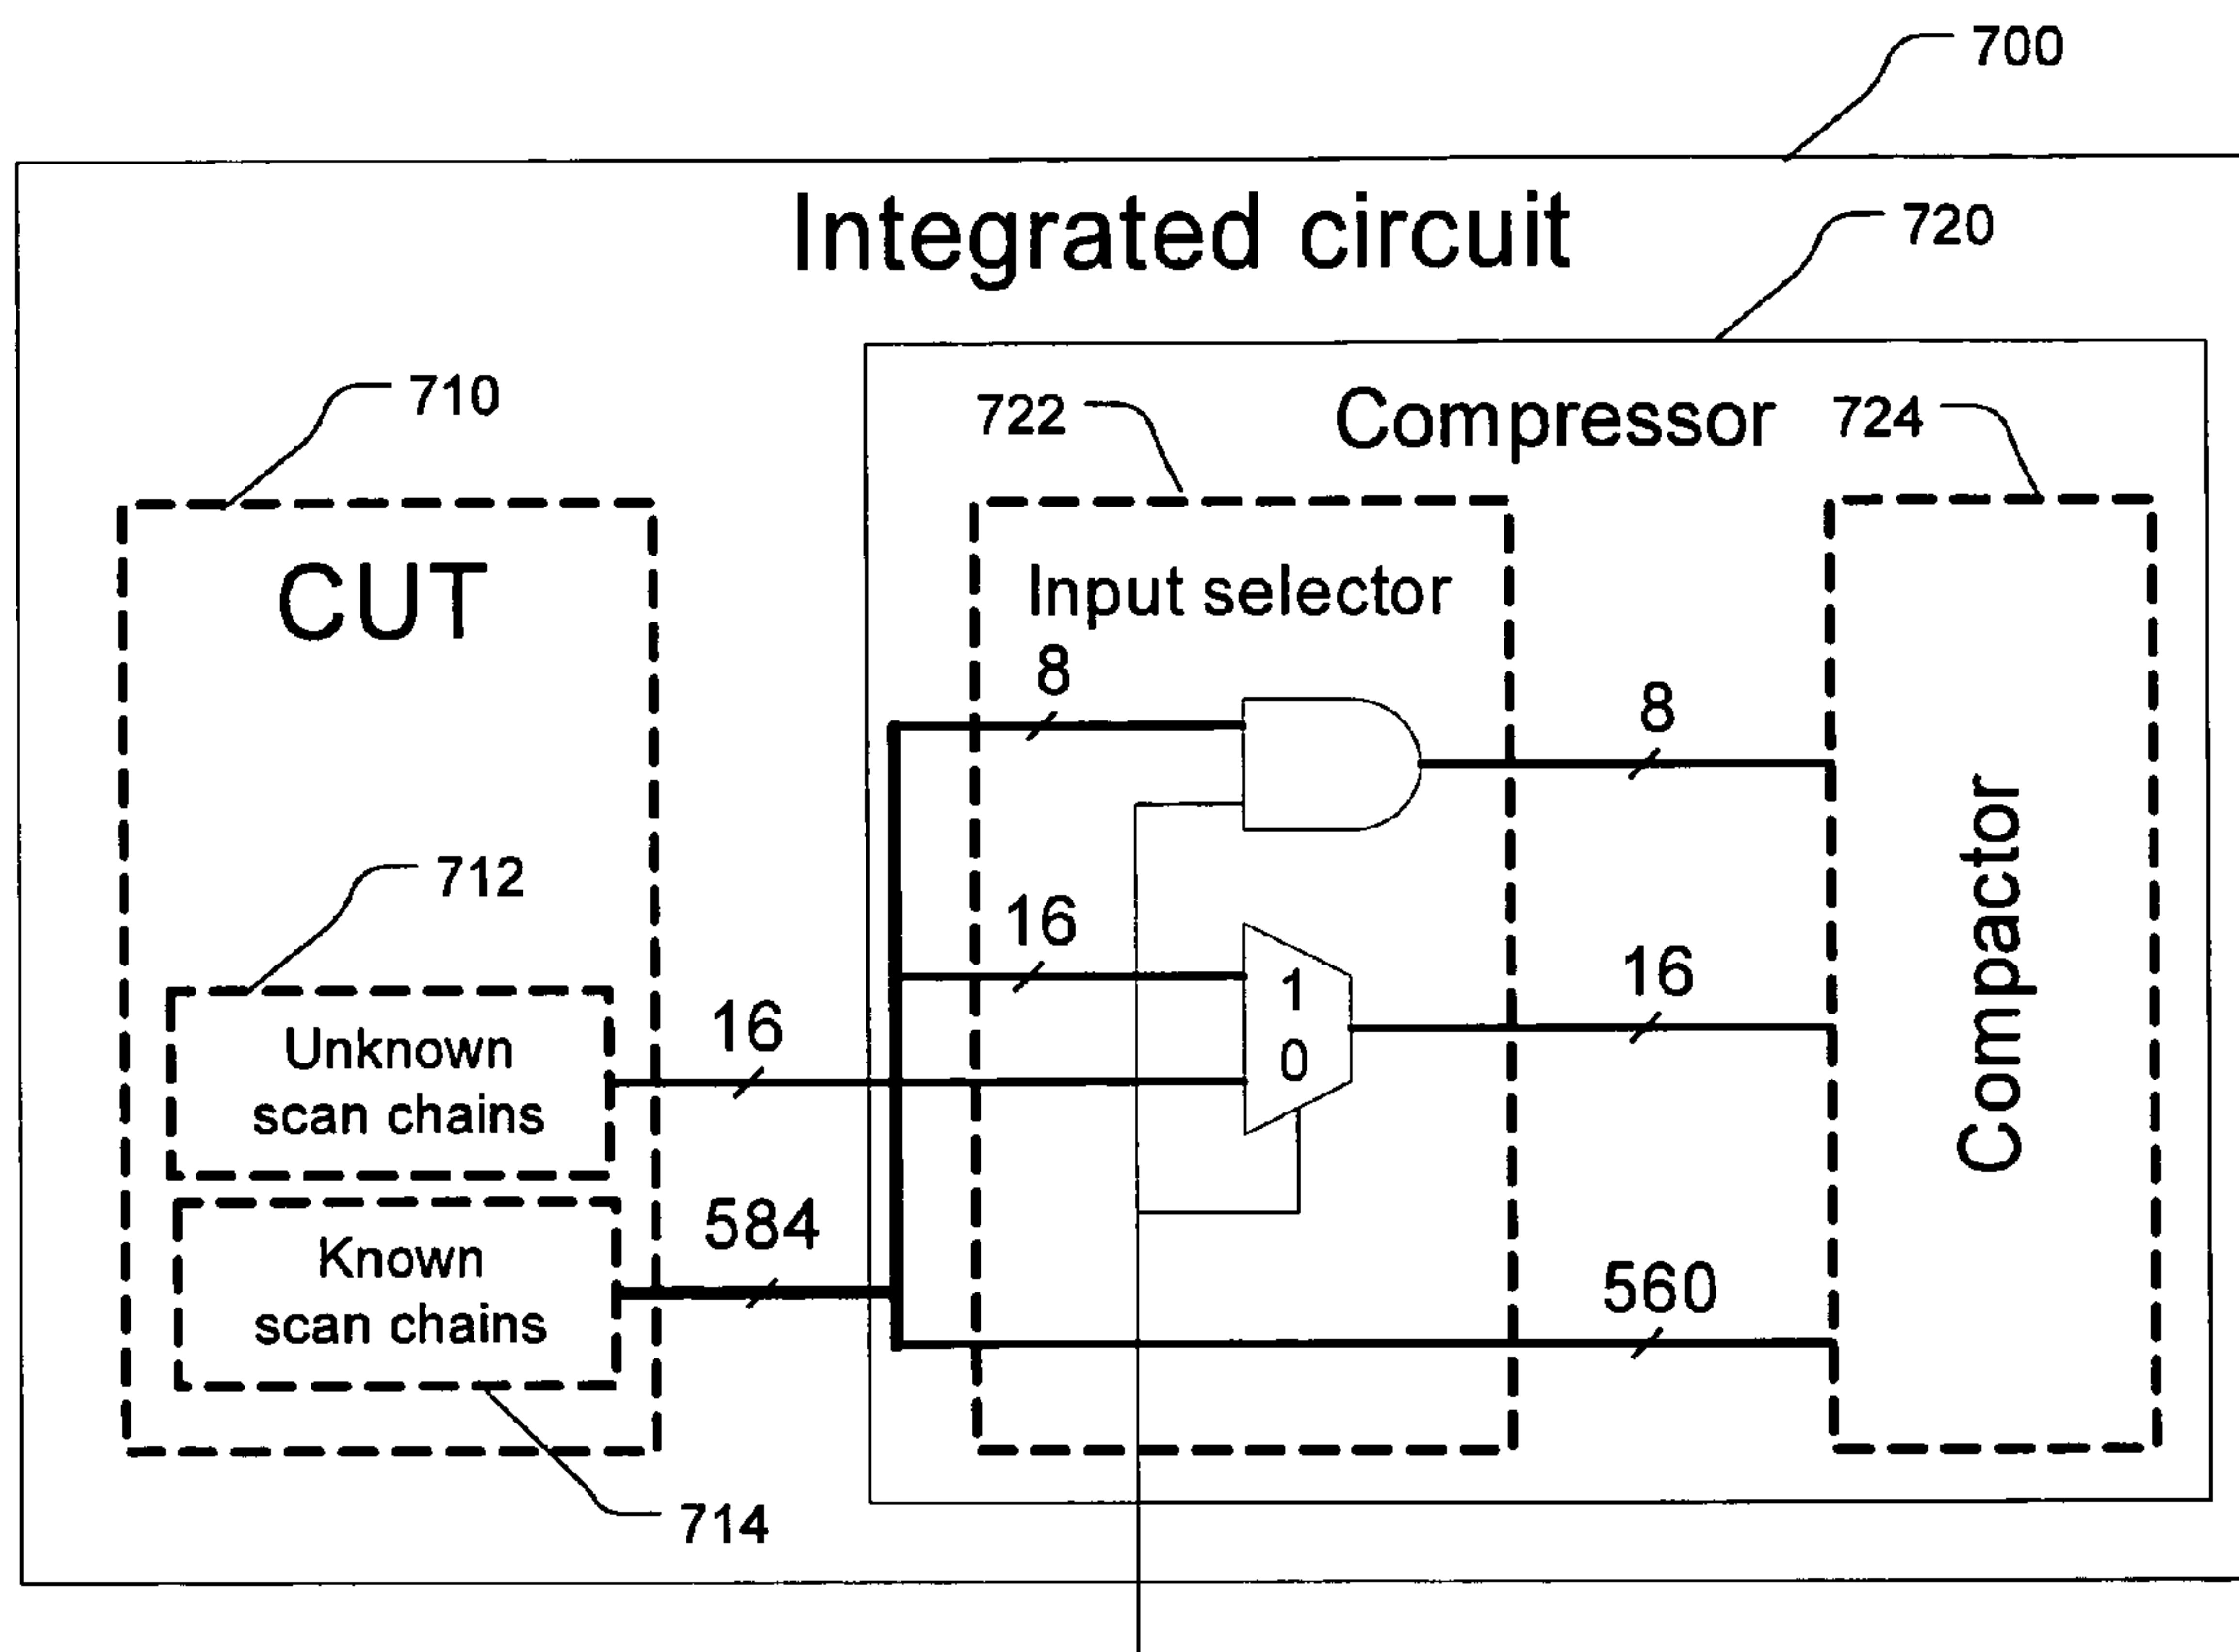 700
Integrated circuit
720
710
722
Compressor
724
CUT
Input selector
8
8
712
16
16
1
0
Compactor
Unknown
scan chains
16
Known
scan chains
584
560
714